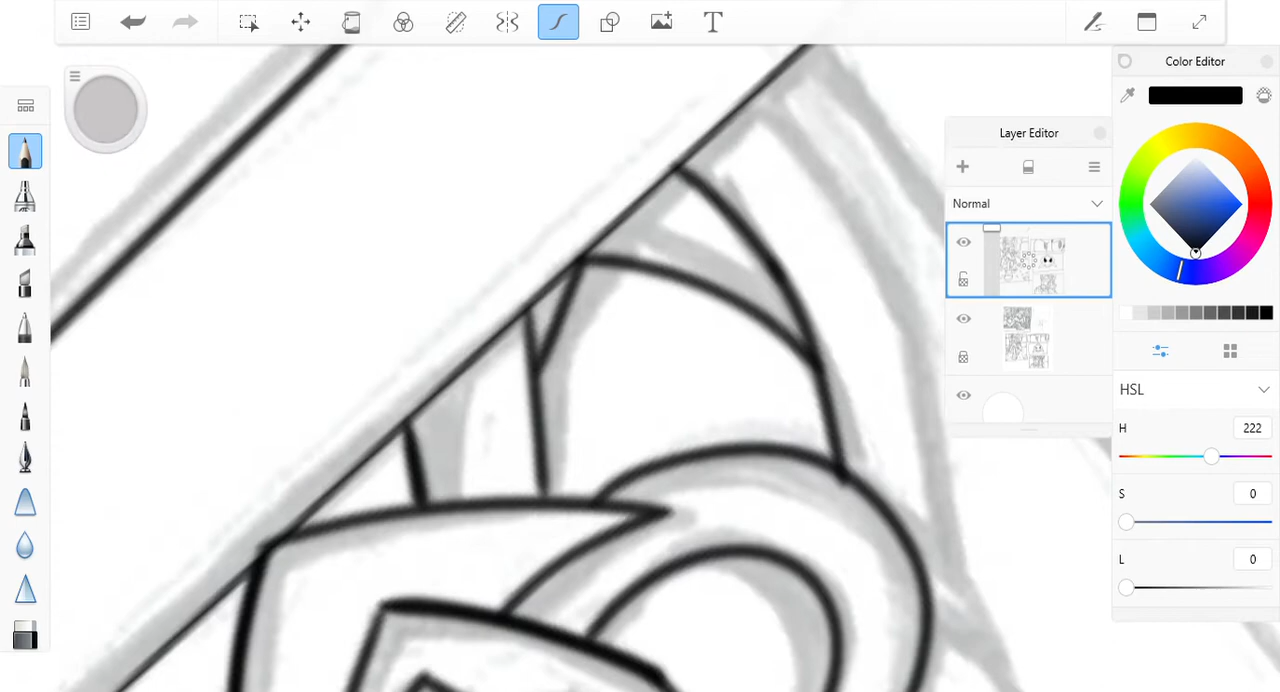 T
Color Editor
Layer Editor
Normal
HSL
H 222
S 0
L 0